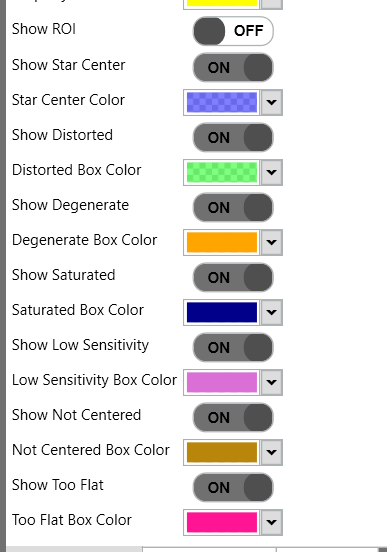 Show ROI OFF
Show Star Center ON
Star Center Color
Show Distorted ON
Distorted Box Color
Show Degenerate ON
Degenerate Box Color
Show Saturated ON
Saturated Box Color
Show Low Sensitivity ON
Low Sensitivity Box Color
Show Not Centered ON
Not Centered Box Color
Show Too Flat ON
Too Flat Box Color